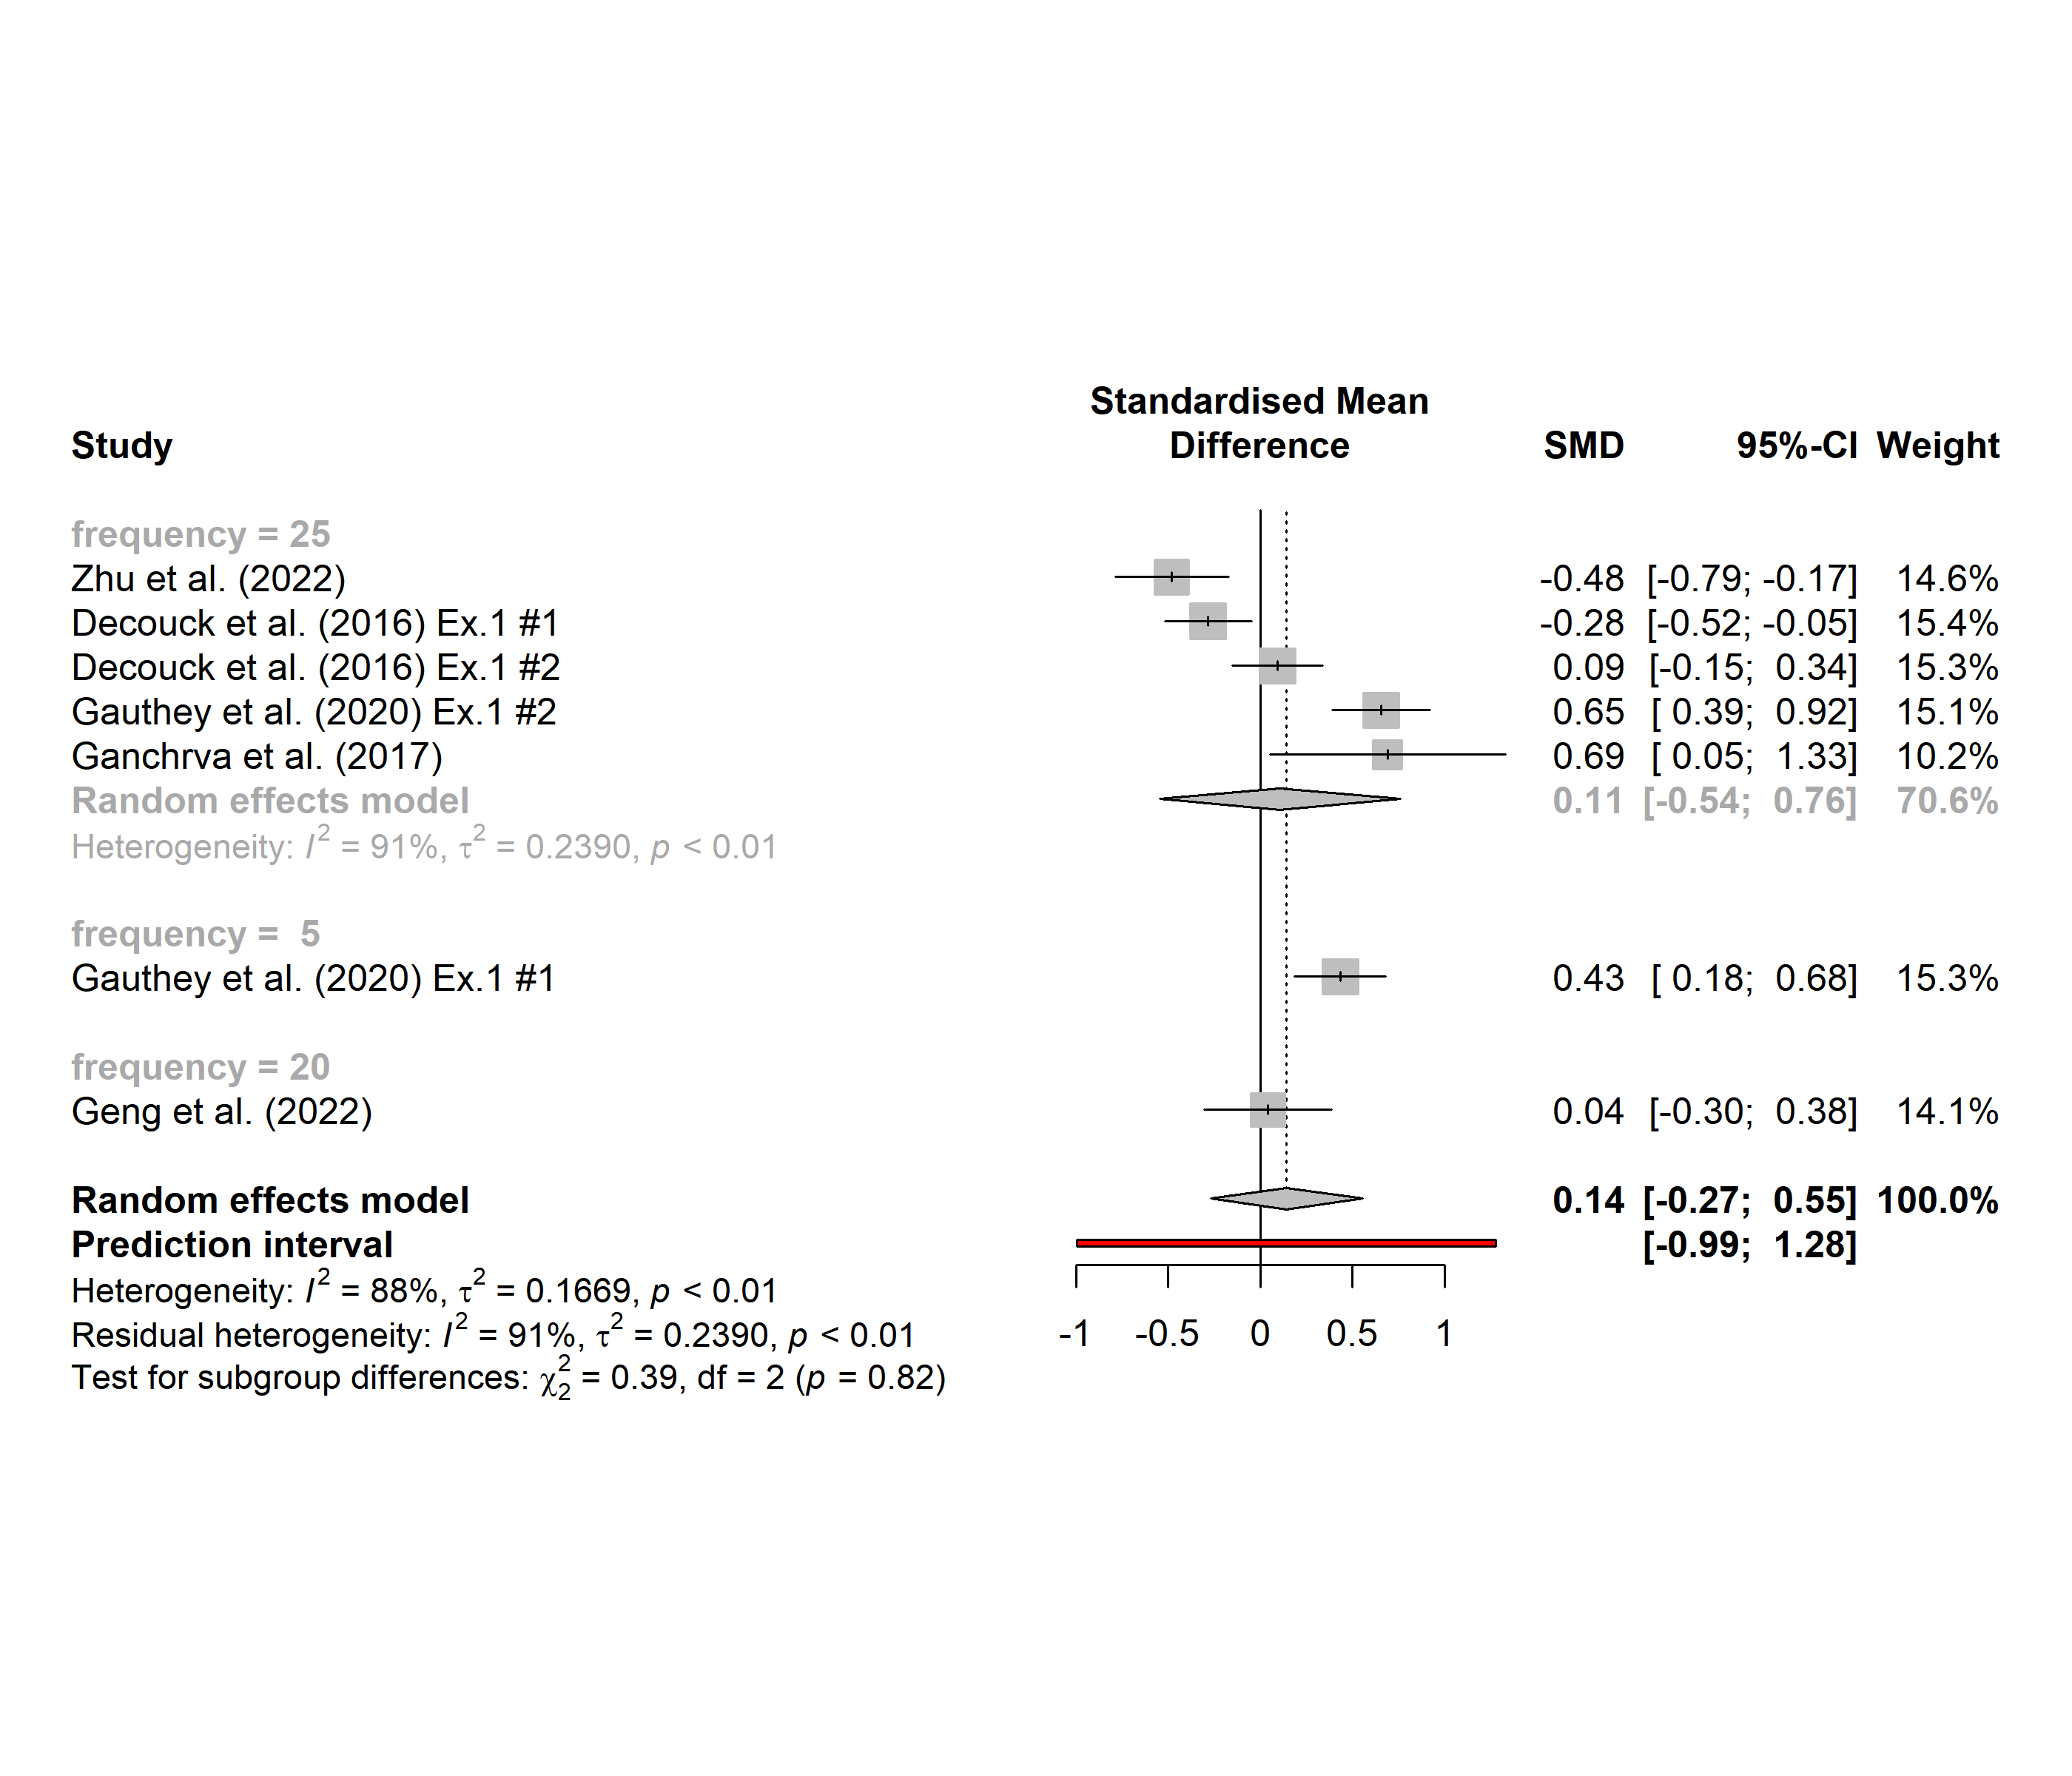 Standardised Mean
Study Difference SMD 95%-CI Weight
frequency = 25
Zhu et al. (2022) -0.48 [-0.79; -0.17] 14.6%
Decouck et al. (2016) Ex.1 #1 -0.28 [-0.52; -0.05] 15.4%
Decouck et al. (2016) Ex.1 #2 0.09 [-0.15; 0.34] 15.3%
Gauthey et al. (2020) Ex.1 #2 0.65 [ 0.39; 0.92] 15.1%
Ganchrva et al. (2017) 0.69 [ 0.05; 1.33] 10.2%
Random effects model 0.11 [-0.54; 0.76] 70.6%
Heterogeneity: I² = 91%, τ² = 0.2390, p < 0.01
frequency = 5
Gauthey et al. (2020) Ex.1 #1 0.43 [ 0.18; 0.68] 15.3%
frequency = 20
Geng et al. (2022) 0.04 [-0.30; 0.38] 14.1%
Random effects model 0.14 [-0.27; 0.55] 100.0%
Prediction interval [-0.99; 1.28]
Heterogeneity: I² = 88%, τ² = 0.1669, p < 0.01
Residual heterogeneity: I² = 91%, τ² = 0.2390, p < 0.01
-1 -0.5 0 0.5 1
Test for subgroup differences: χ²₂ = 0.39, df = 2 (p = 0.82)